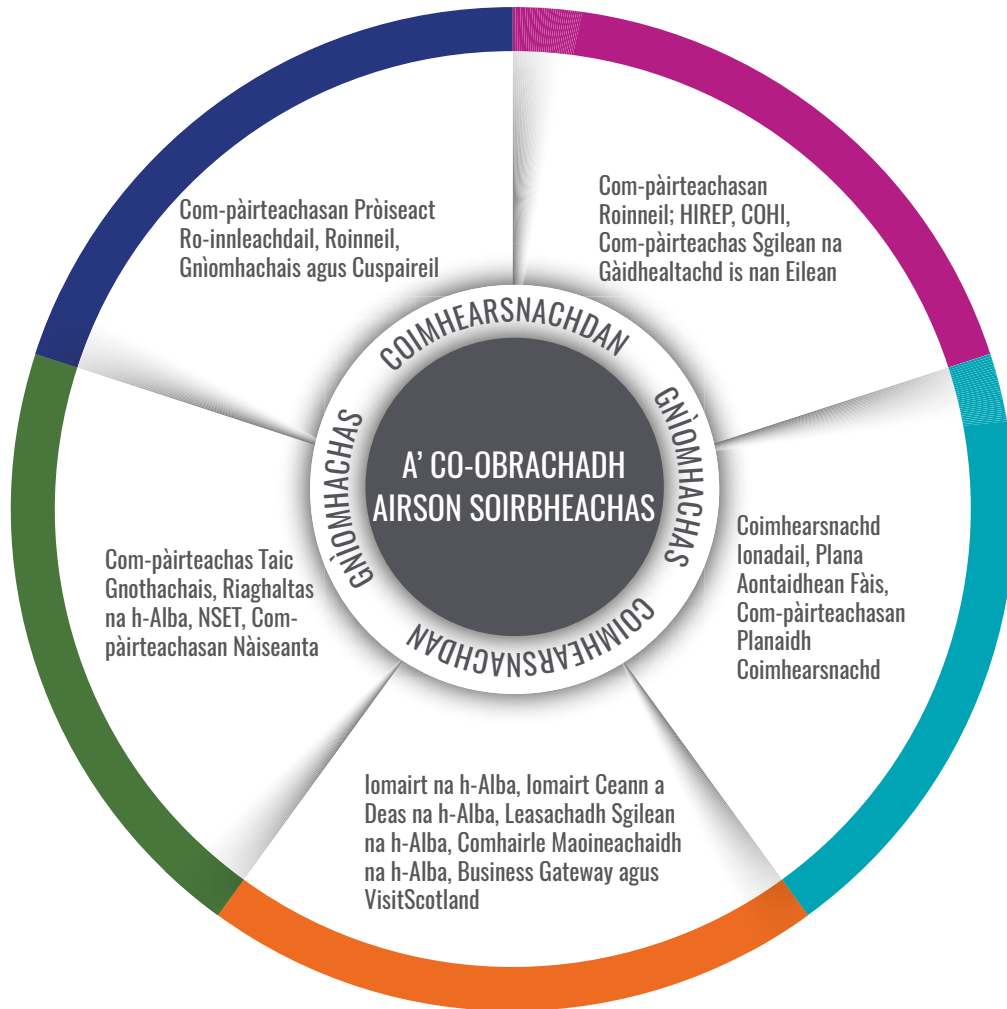 Com-pàirteachasan Pròiseact
Ro-innleachdail, Roinneil,
Gnìomhachais agus Cuspaireil
Com-pàirteachasan
Roinneil; HIREP, COHI,
Com-pàirteachas Sgilean na
Gàidhealtachd is nan Eilean
COIMHEARSNACHDAN
GNÌOMHACHAS
COIMHEARSNACHDAN
GNÌOMHACHAS
A' CO-OBRACHADH
AIRSON SOIRBHEACHAS
Coimhearsnachd
Ionadail, Plana
Aontaidhean Fàis,
Com-pàirteachasan
Planaidh
Coimhearsnachd
Com-pàirteachas Taic
Gnothachais, Riaghaltas
na h-Alba, NSET, Com-
pàirteachasan Nàiseanta
Iomairt na h-Alba, Iomairt Ceann a
Deas na h-Alba, Leasachadh Sgilean
na h-Alba, Comhairle Maoineachaidh
na h-Alba, Business Gateway agus
VisitScotland